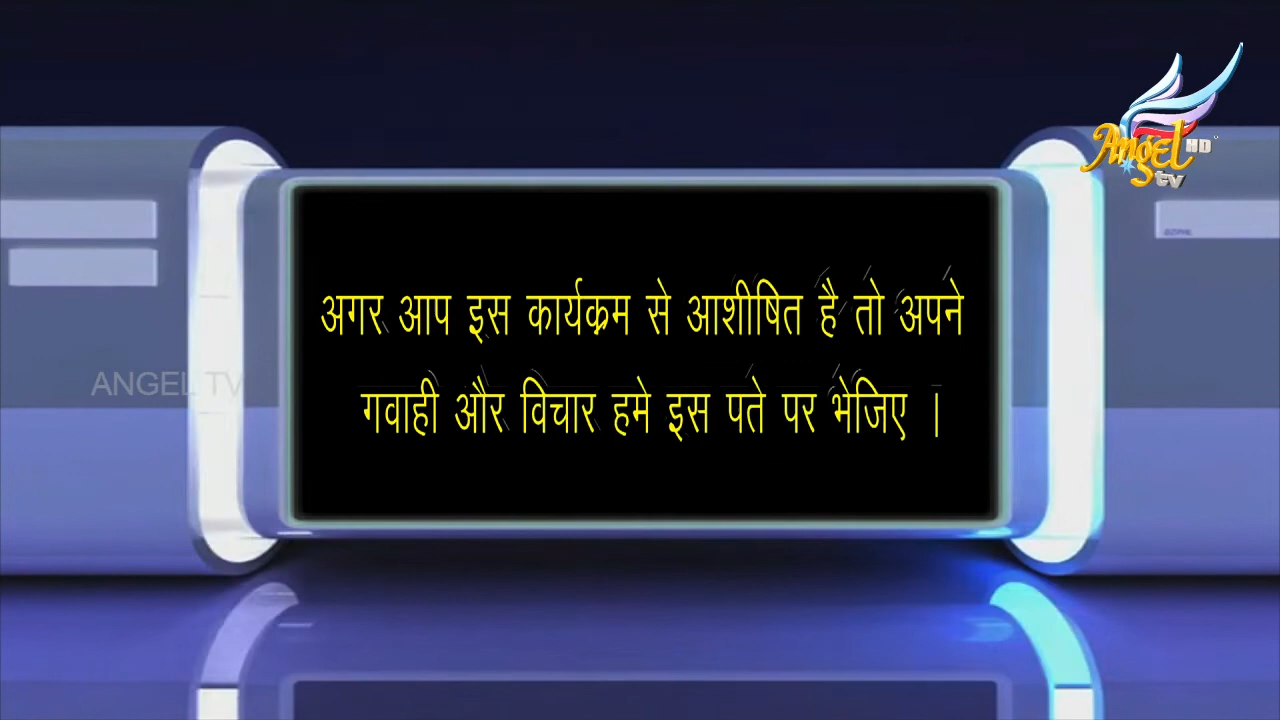 Angel HD
tv
अगर आप इस कार्यक्रम से आशीषित है तो अपने
ANGEL TV
गवाही और विचार हमे इस पते पर भेजिए ।